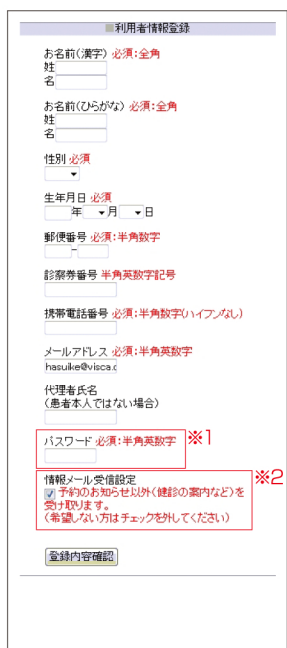 ■利用者情報登録
お名前(漢字) 必須:全角
姓
名
お名前(ひらがな) 必須:全角
姓
名
性別 必須
生年月日 必須
年 月 日
郵便番号 必須:半角数字
-
診察券番号 半角英数字記号
携帯電話番号 必須:半角数字(ハイフンなし)
メールアドレス 必須:半角英数字
hasuike@visca.c
代理者氏名
(患者本人ではない場合)
パスワード 必須:半角英数字 ※1
情報メール受信設定 ※2
予約のお知らせ以外(健診の案内など)を
受け取ります。
(希望しない方はチェックを外してください)
登録内容確認